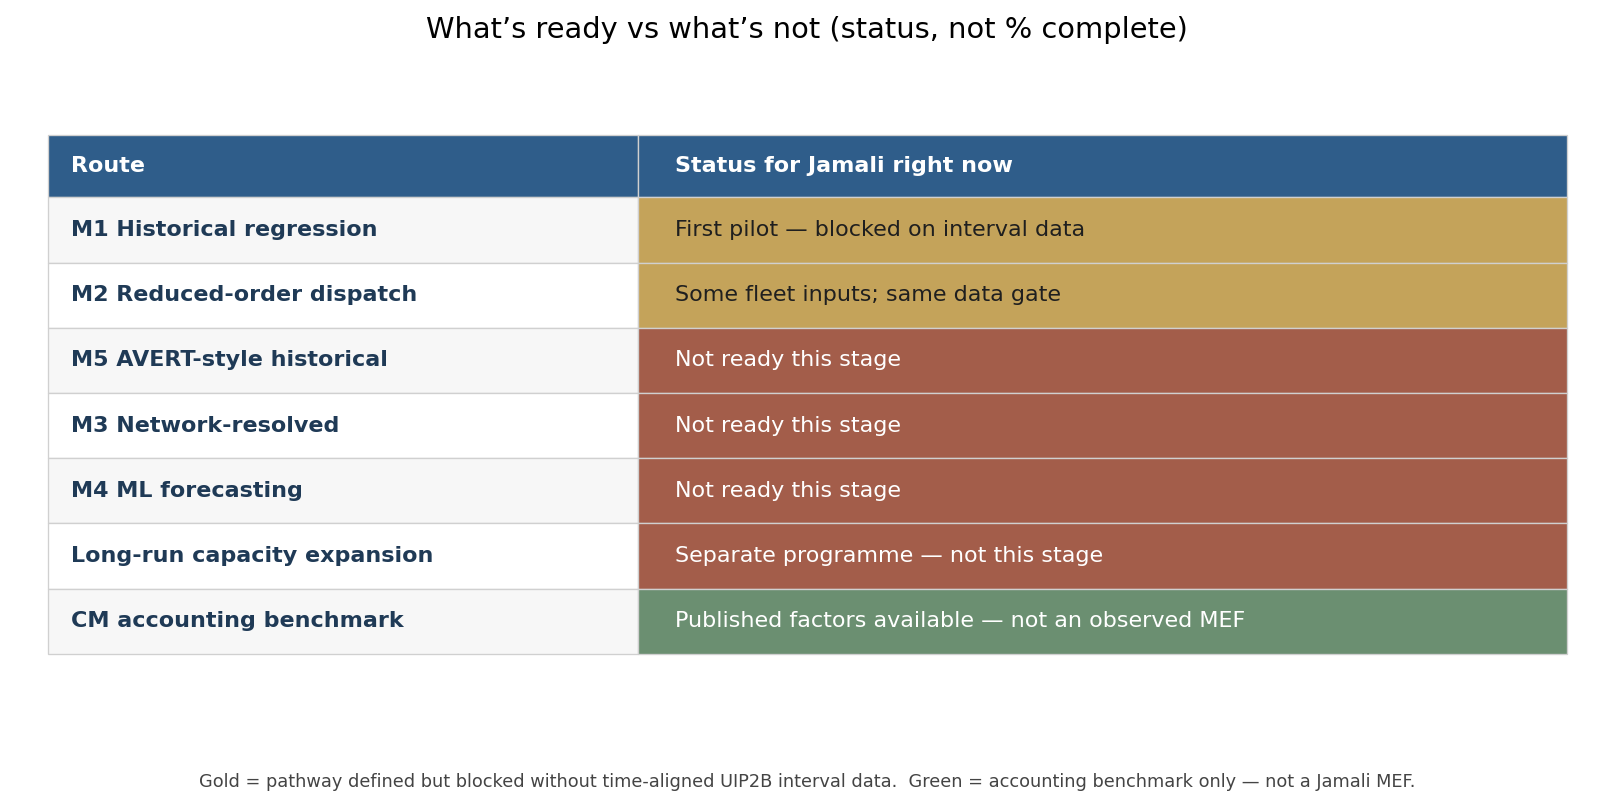 What’s ready vs what’s not (status, not % complete)
Route
Status for Jamali right now
M1 Historical regression
First pilot — blocked on interval data
M2 Reduced-order dispatch
Some fleet inputs; same data gate
M5 AVERT-style historical
Not ready this stage
M3 Network-resolved
Not ready this stage
M4 ML forecasting
Not ready this stage
Long-run capacity expansion
Separate programme — not this stage
CM accounting benchmark
Published factors available — not an observed MEF
Gold = pathway defined but blocked without time-aligned UIP2B interval data.  Green = accounting benchmark only — not a Jamali MEF.